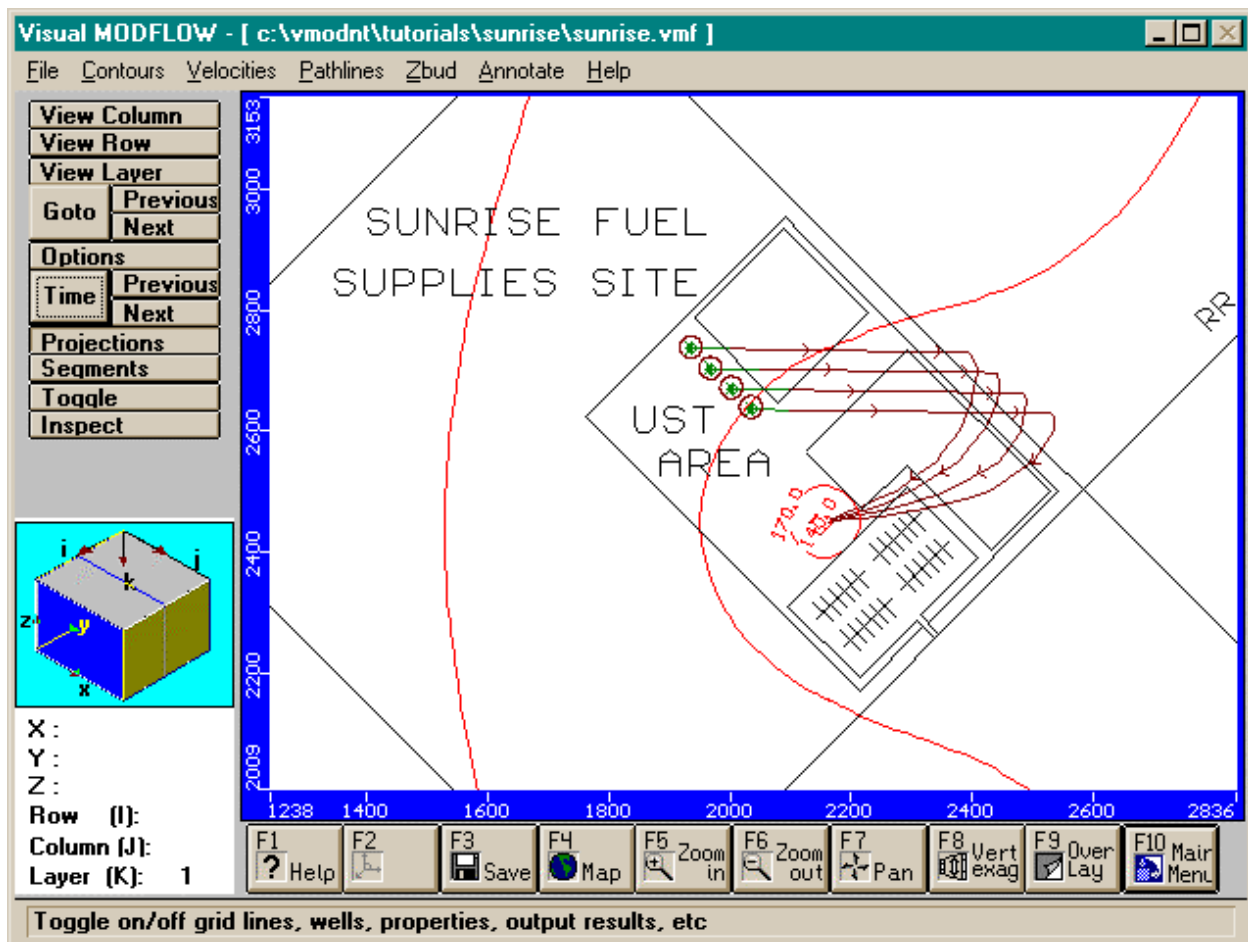 Visual MODFLOW - [ c:\vmodnt\tutorials\sunrise\sunrise.vmf ]
File Contours Velocities Pathlines Zbud Annotate Help
View Column
View Row
View Layer
Goto
Previous
Next
Options
Time
Previous
Next
Projections
Segments
Toggle
Inspect
3153
3000
2800
2600
2400
2200
2009
SUNRISE FUEL
SUPPLIES SITE
RR
UST
AREA
170.0
140.0
1238 1400 1600 1800 2000 2200 2400 2600 2836
i
j
k
z
y
x
X :
Y :
Z :
Row (I):
Column (J):
Layer (K): 1
F1 ? Help
F2
F3 Save
F4 Map
F5 Zoom in
F6 Zoom out
F7 Pan
F8 Vert exag
F9 Over Lay
F10 Main Menu
Toggle on/off grid lines, wells, properties, output results, etc